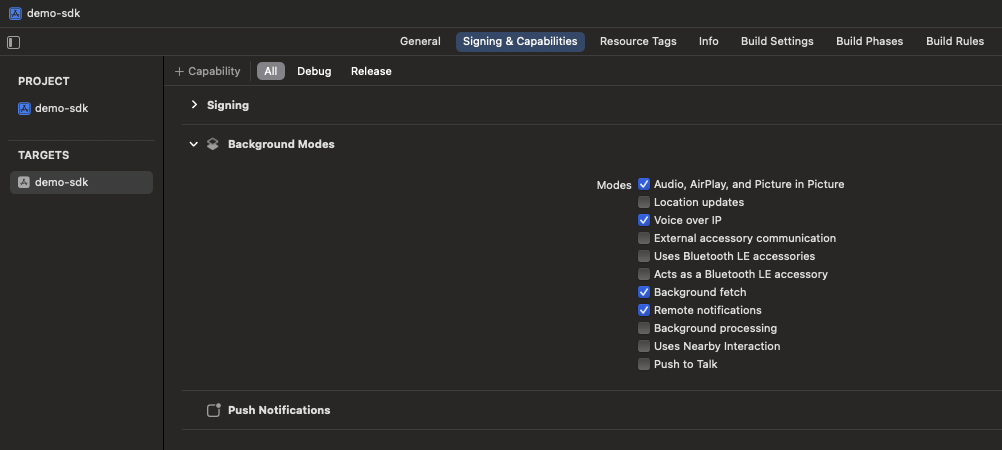 demo-sdk
General Signing & Capabilities Resource Tags Info Build Settings Build Phases Build Rules
PROJECT
demo-sdk
TARGETS
demo-sdk
+ Capability All Debug Release
Signing
Background Modes
Modes Audio, AirPlay, and Picture in Picture
Location updates
Voice over IP
External accessory communication
Uses Bluetooth LE accessories
Acts as a Bluetooth LE accessory
Background fetch
Remote notifications
Background processing
Uses Nearby Interaction
Push to Talk
Push Notifications